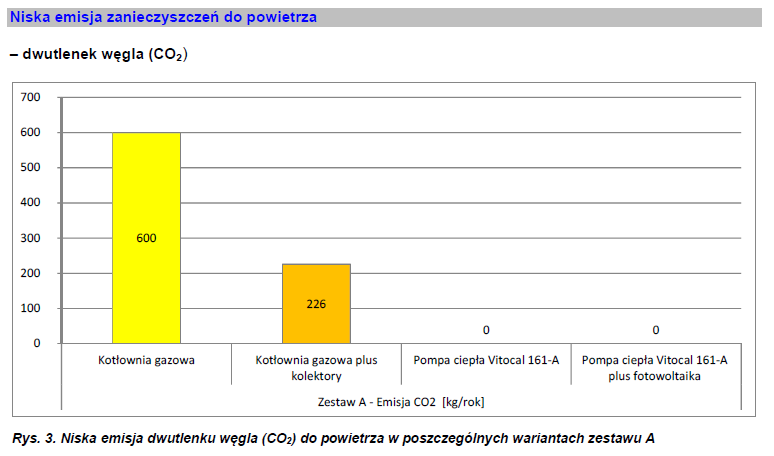 Niska emisja zanieczyszczeń do powietrza
– dwutlenek węgla (CO₂)
700
600
500
400
300
200
100
0
600
226
0
0
Kotłownia gazowa
Kotłownia gazowa plus
kolektory
Pompa ciepła Vitocal 161-A
Pompa ciepła Vitocal 161-A
plus fotowoltaika
Zestaw A - Emisja CO2 [kg/rok]
Rys. 3. Niska emisja dwutlenku węgla (CO₂) do powietrza w poszczególnych wariantach zestawu A